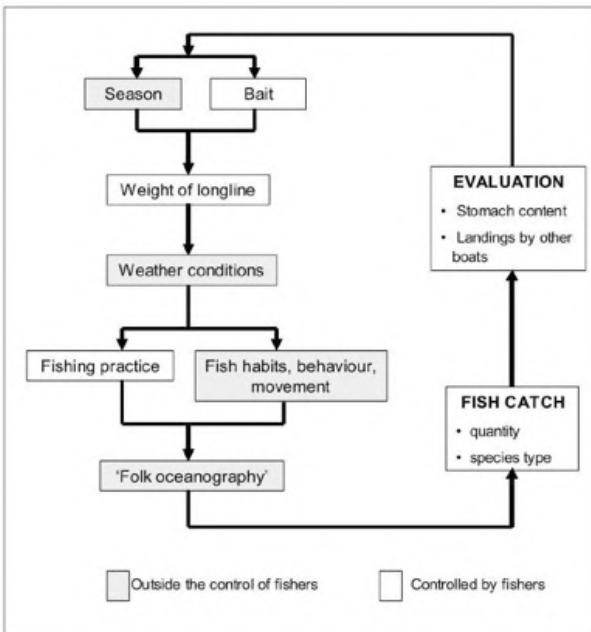 Season
Bait
Weight of longline
Weather conditions
Fishing practice
Fish habits, behaviour,
movement
'Folk oceanography'
EVALUATION
• Stomach content
• Landings by other
boats
FISH CATCH
• quantity
• species type
Outside the control of fishers
Controlled by fishers